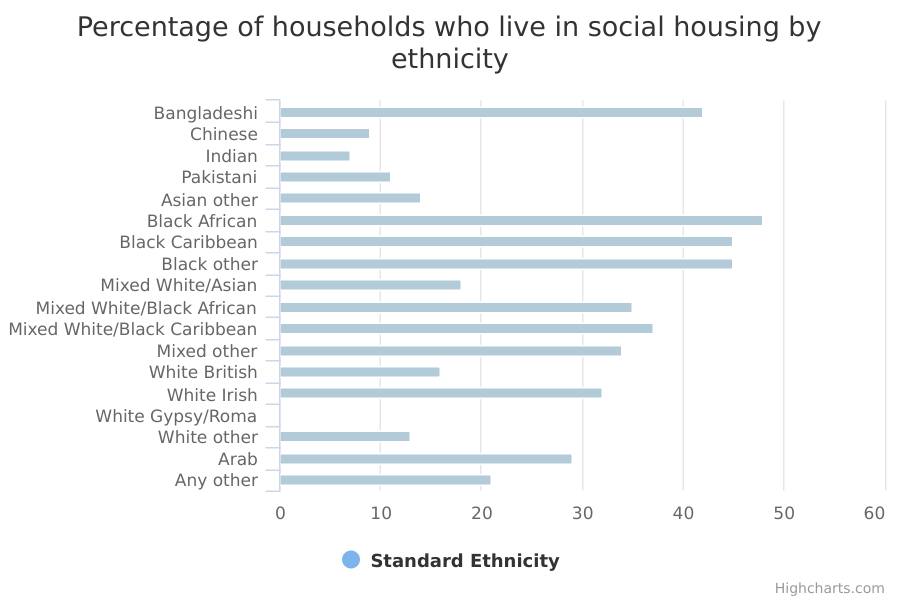 Percentage of households who live in social housing by
ethnicity
Bangladeshi
Chinese
Indian
Pakistani
Asian other
Black African
Black Caribbean
Black other
Mixed White/Asian
Mixed White/Black African
Mixed White/Black Caribbean
Mixed other
White British
White Irish
White Gypsy/Roma
White other
Arab
Any other
0 10 20 30 40 50 60
Standard Ethnicity
Highcharts.com